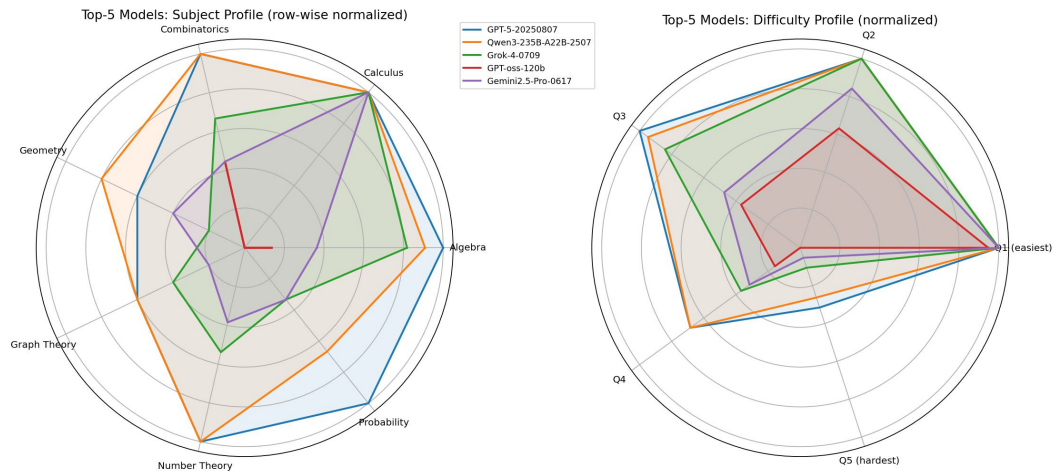 Top-5 Models: Subject Profile (row-wise normalized)
Combinatorics
Calculus
Geometry
Algebra
Graph Theory
Probability
Number Theory
GPT-5-20250807
Qwen3-235B-A22B-2507
Grok-4-0709
GPT-oss-120b
Gemini2.5-Pro-0617
Top-5 Models: Difficulty Profile (normalized)
Q2
Q3
Q1 (easiest)
Q4
Q5 (hardest)